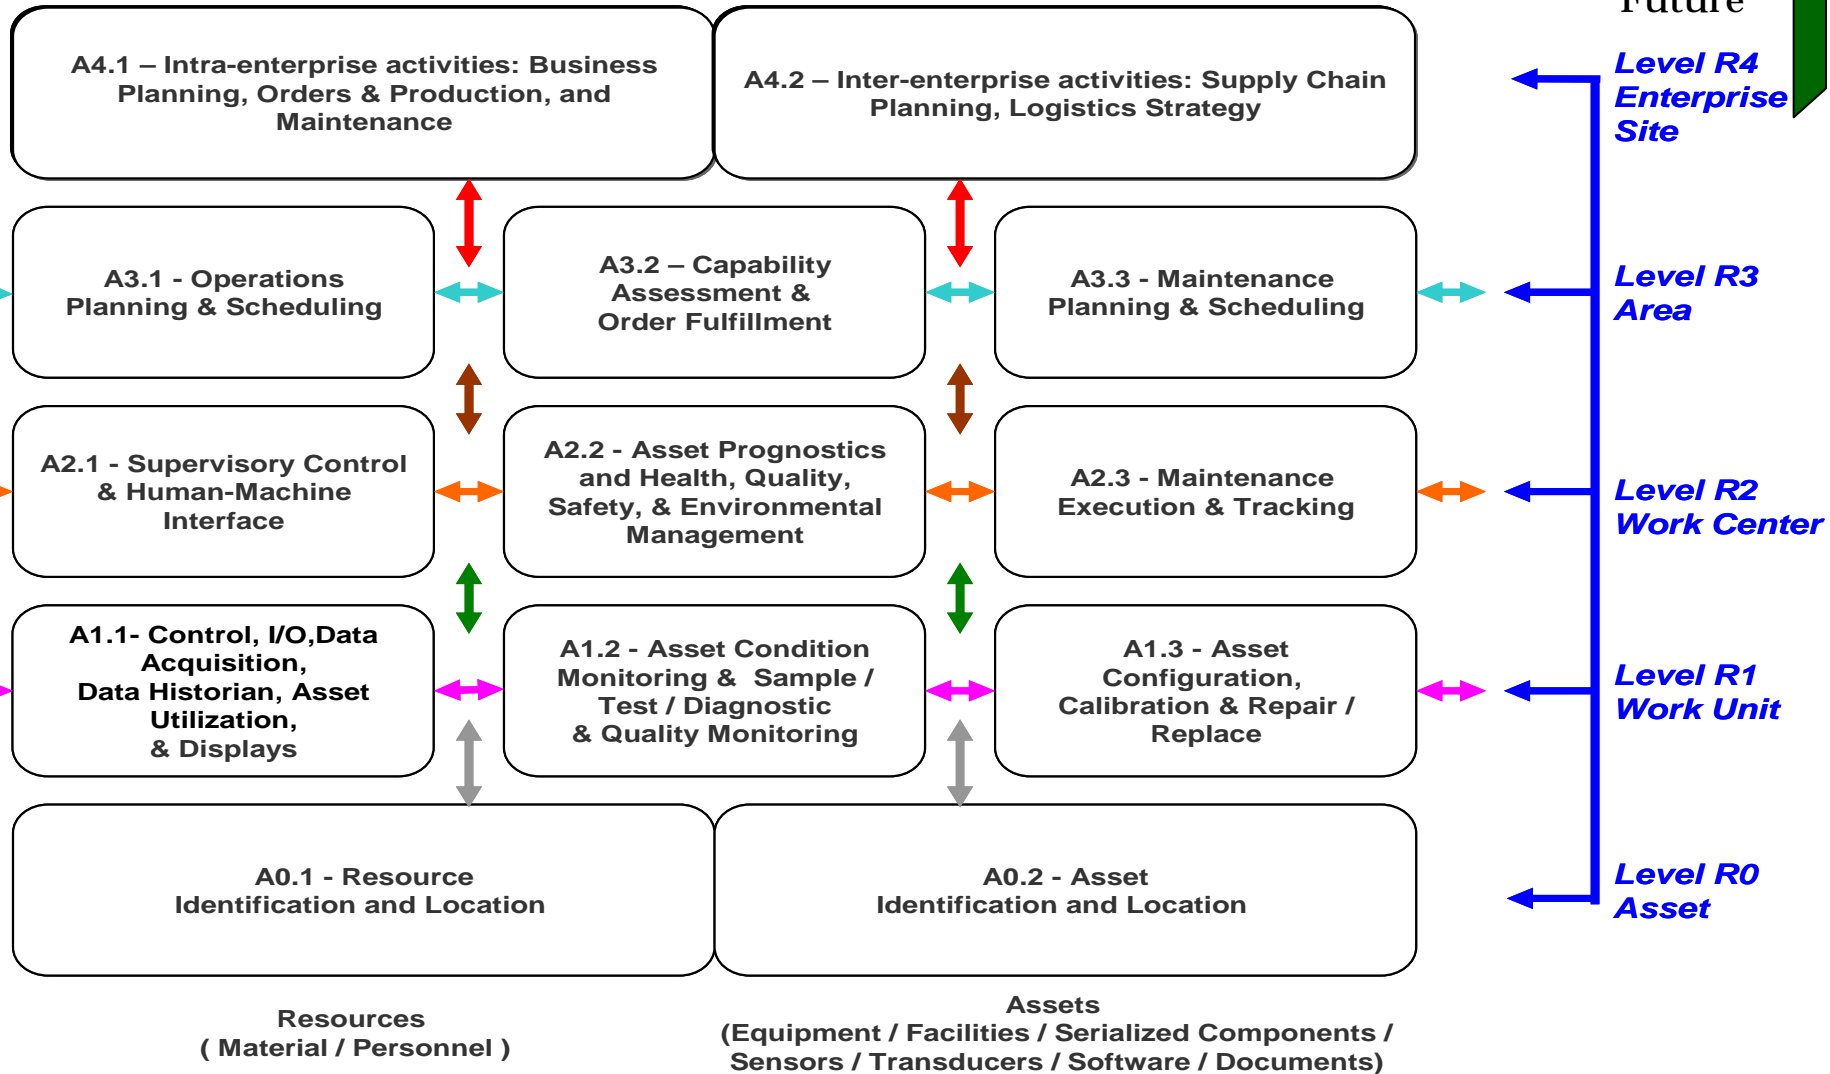 Future
A4.1 – Intra-enterprise activities: Business
Planning, Orders & Production, and
Maintenance
A4.2 – Inter-enterprise activities: Supply Chain
Planning, Logistics Strategy
Level R4
Enterprise
Site
A3.1 - Operations
Planning & Scheduling
A3.2 – Capability
Assessment &
Order Fulfillment
A3.3 - Maintenance
Planning & Scheduling
Level R3
Area
A2.1 - Supervisory Control
& Human-Machine
Interface
A2.2 - Asset Prognostics
and Health, Quality,
Safety, & Environmental
Management
A2.3 - Maintenance
Execution & Tracking
Level R2
Work Center
A1.1- Control, I/O,Data
Acquisition,
Data Historian, Asset
Utilization,
& Displays
A1.2 - Asset Condition
Monitoring & Sample /
Test / Diagnostic
& Quality Monitoring
A1.3 - Asset
Configuration,
Calibration & Repair /
Replace
Level R1
Work Unit
A0.1 - Resource
Identification and Location
A0.2 - Asset
Identification and Location
Level R0
Asset
Resources
( Material / Personnel )
Assets
(Equipment / Facilities / Serialized Components /
Sensors / Transducers / Software / Documents)